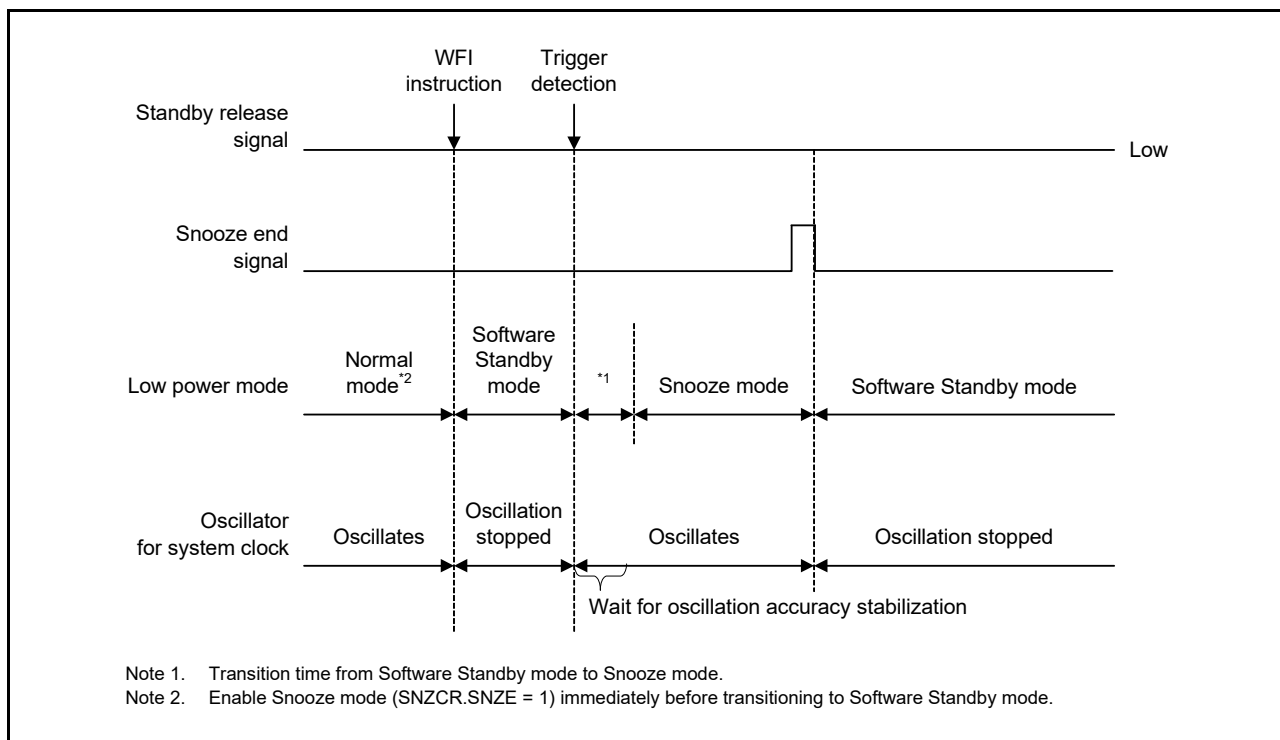 WFI
instruction
Trigger
detection
Standby release
signal
Low
Snooze end
signal
Low power mode
Normal
mode*2
Software
Standby
mode
*1
Snooze mode
Software Standby mode
Oscillator
for system clock
Oscillates
Oscillation
stopped
Oscillates
Oscillation stopped
Wait for oscillation accuracy stabilization
Note 1. Transition time from Software Standby mode to Snooze mode.
Note 2. Enable Snooze mode (SNZCR.SNZE = 1) immediately before transitioning to Software Standby mode.